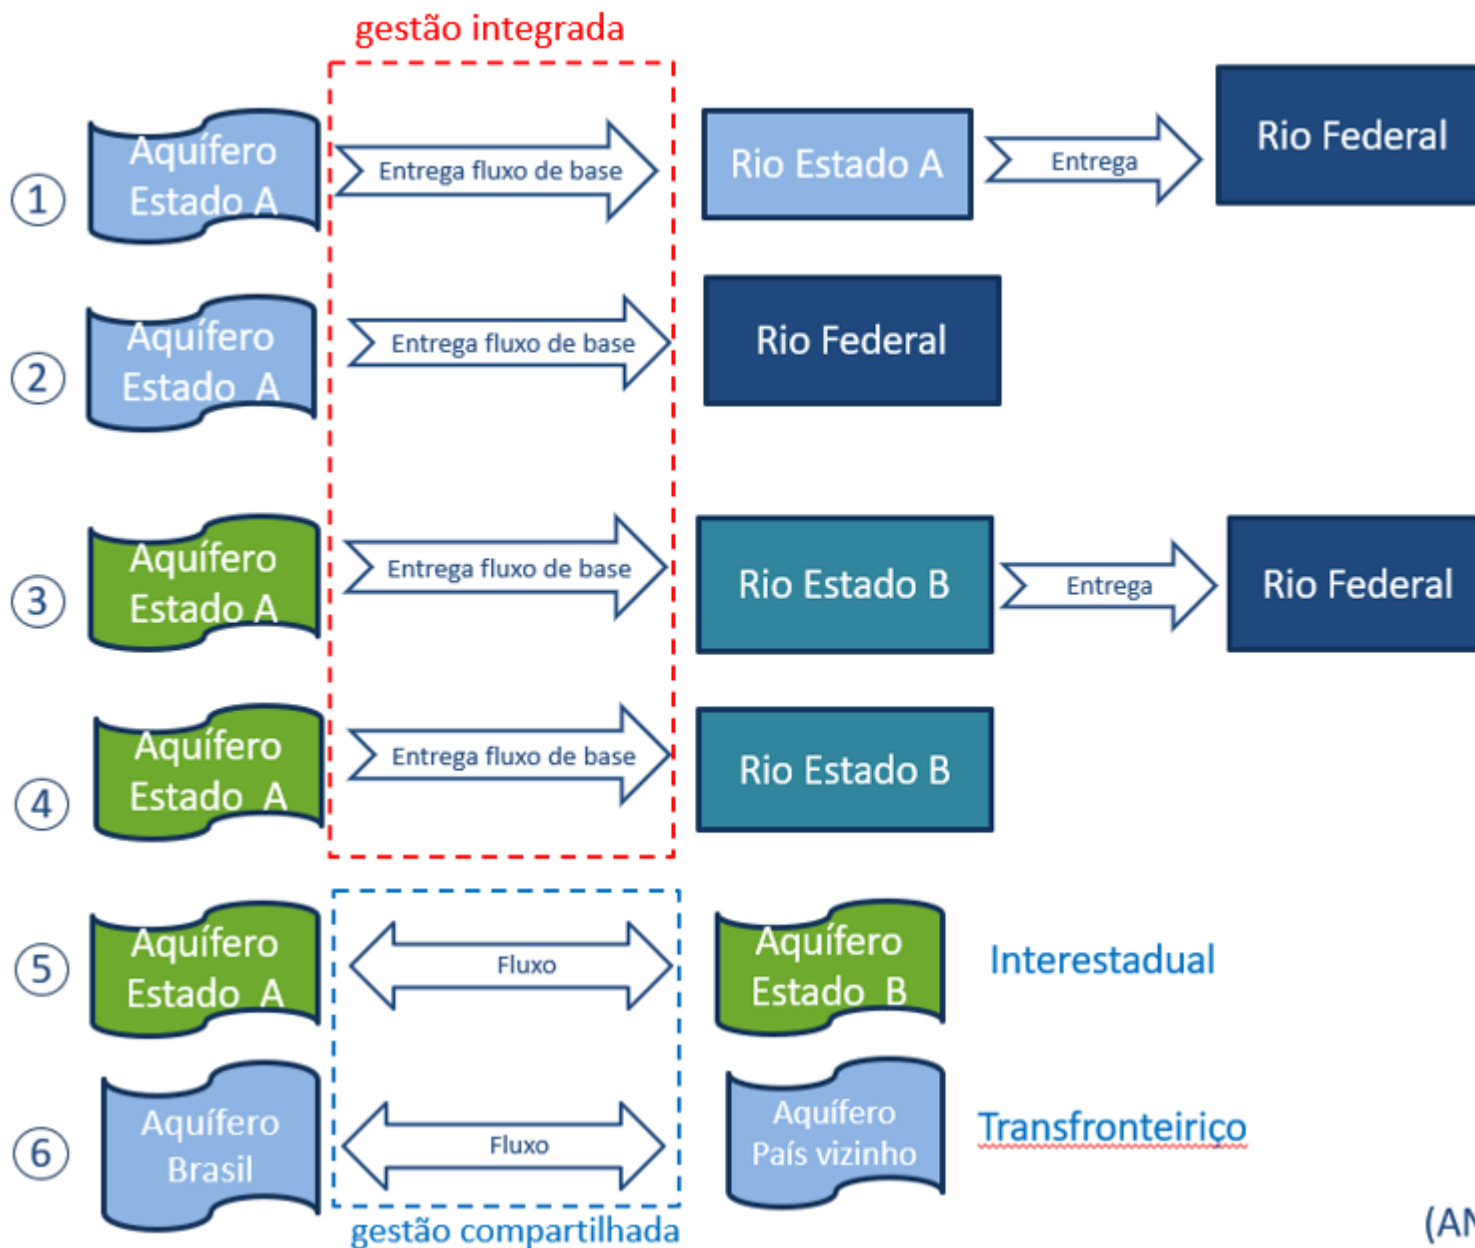 gestão integrada
1
Aquífero
Estado A
Entrega fluxo de base
Rio Estado A
Entrega
Rio Federal
2
Aquífero
Estado A
Entrega fluxo de base
Rio Federal
3
Aquífero
Estado A
Entrega fluxo de base
Rio Estado B
Entrega
Rio Federal
4
Aquífero
Estado A
Entrega fluxo de base
Rio Estado B
5
Aquífero
Estado A
Fluxo
Aquífero
Estado B
Interestadual
6
Aquífero
Brasil
Fluxo
Aquífero
País vizinho
Transfronteiriço
gestão compartilhada